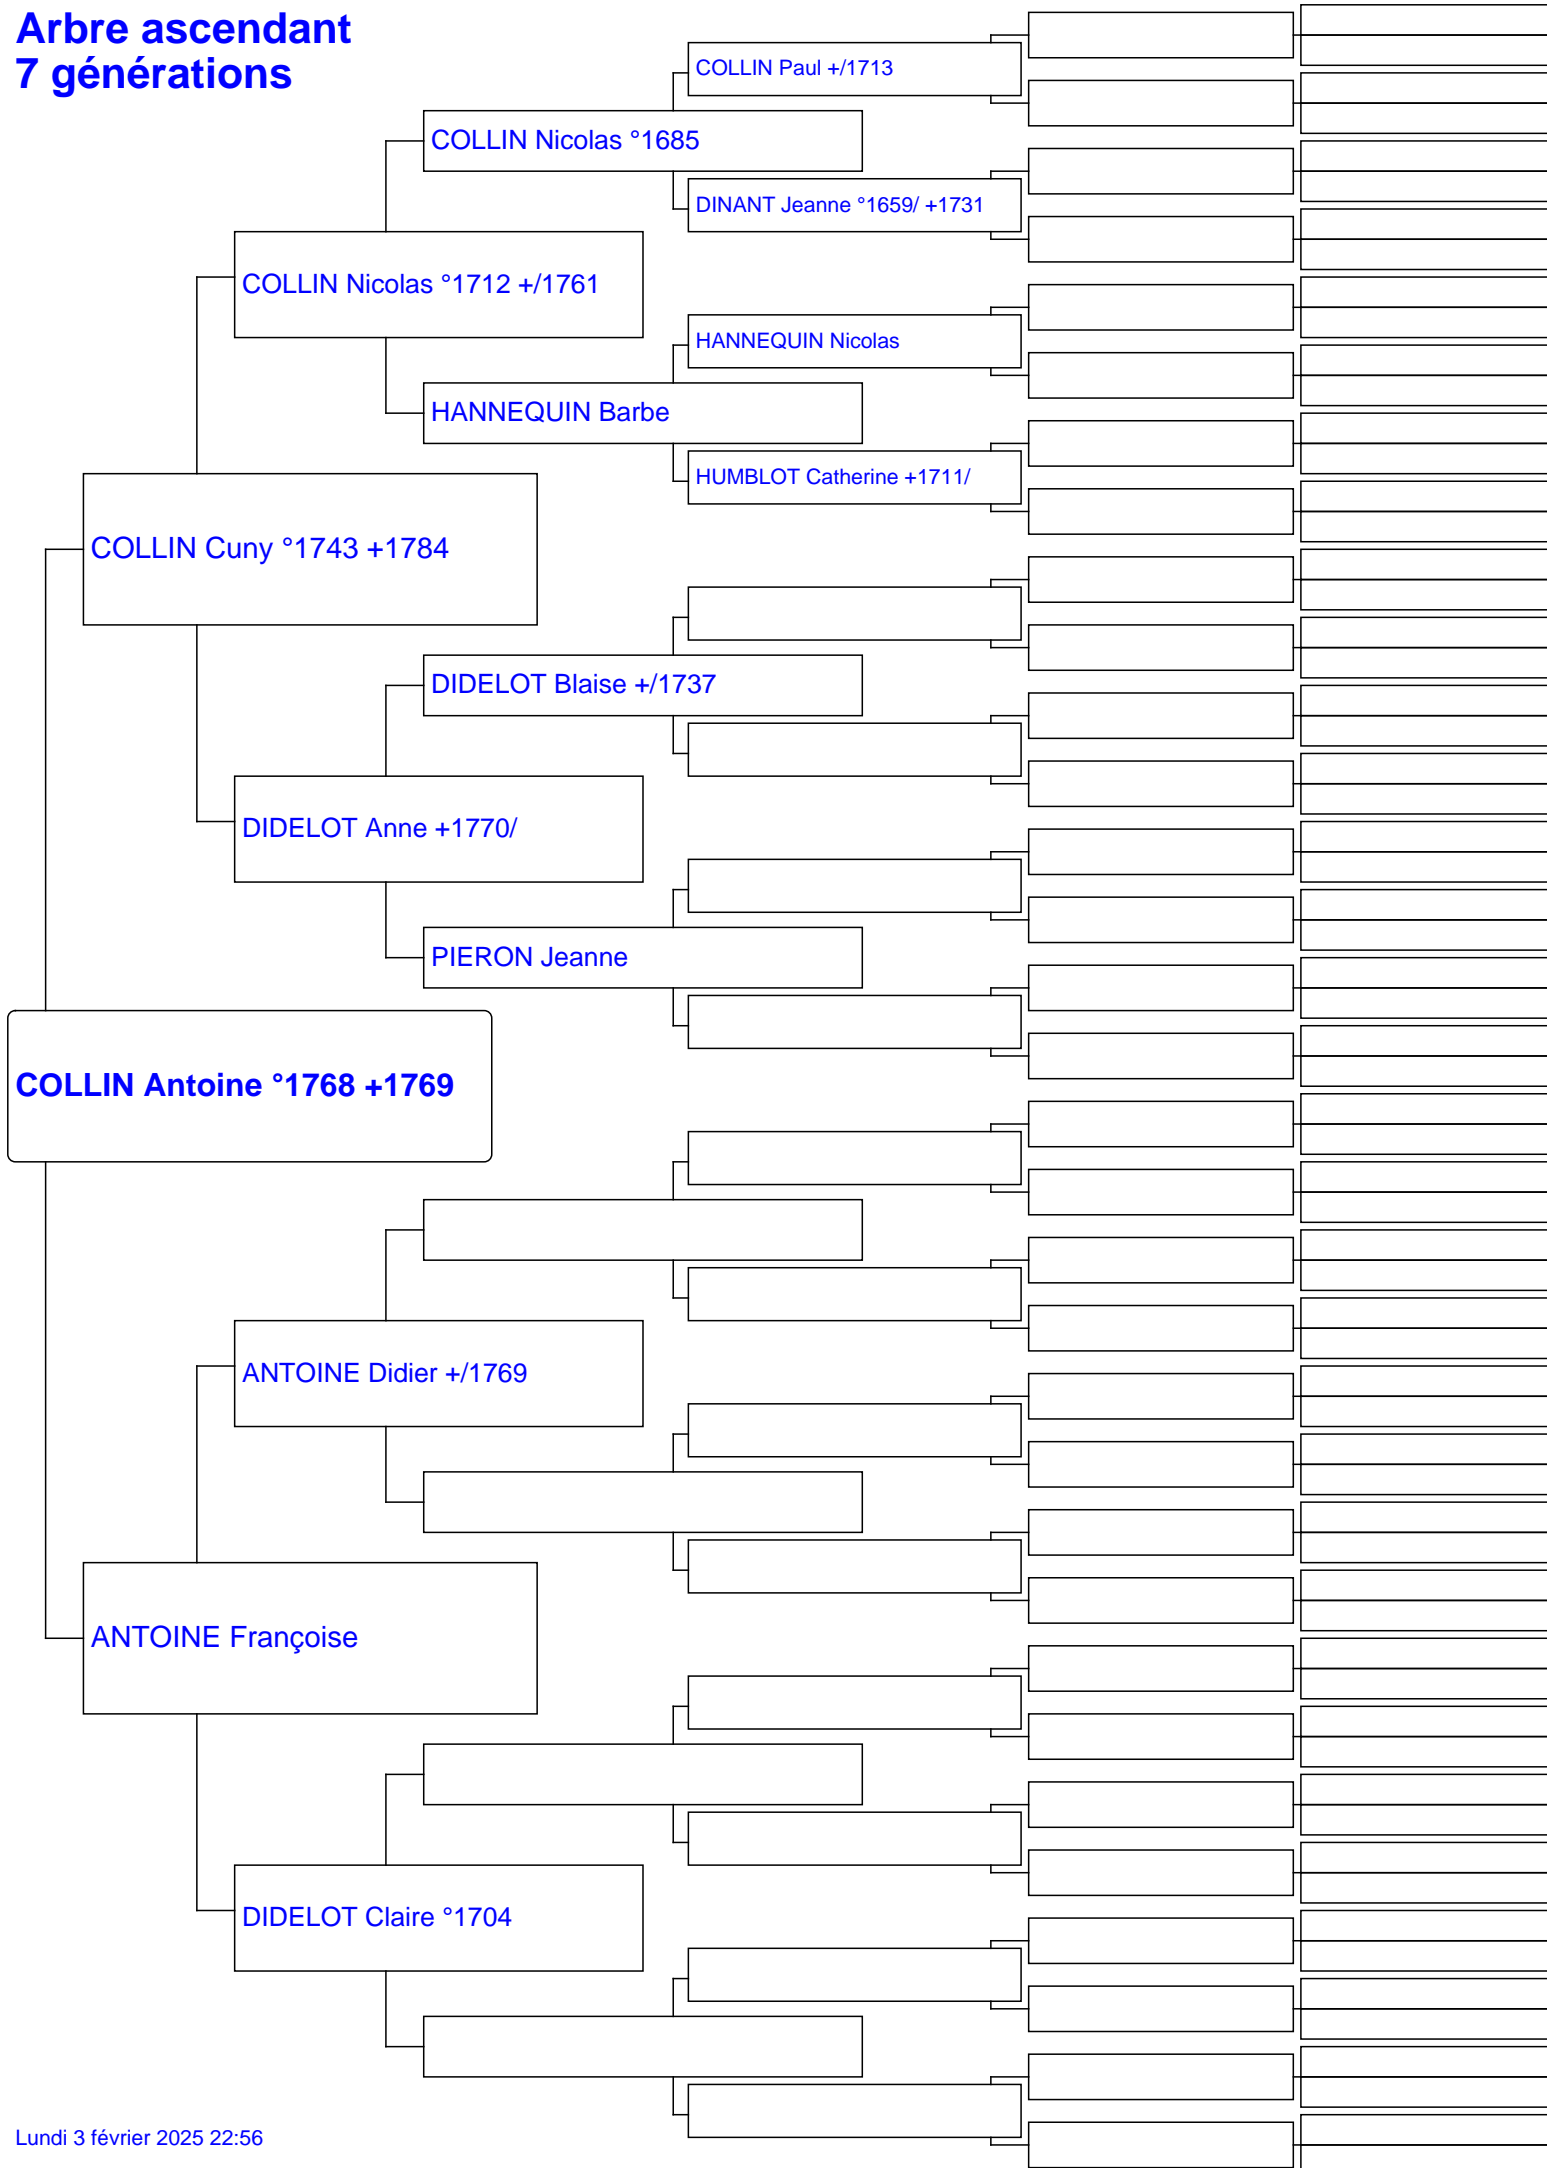 Arbre ascendant
7 générations
COLLIN Paul +/1713
COLLIN Nicolas °1685
DINANT Jeanne °1659/ +1731
COLLIN Nicolas °1712 +/1761
HANNEQUIN Nicolas
HANNEQUIN Barbe
HUMBLOT Catherine +1711/
COLLIN Cuny °1743 +1784
DIDELOT Blaise +/1737
DIDELOT Anne +1770/
PIERON Jeanne
COLLIN Antoine °1768 +1769
ANTOINE Didier +/1769
ANTOINE Françoise
DIDELOT Claire °1704
Lundi 3 février 2025 22:56